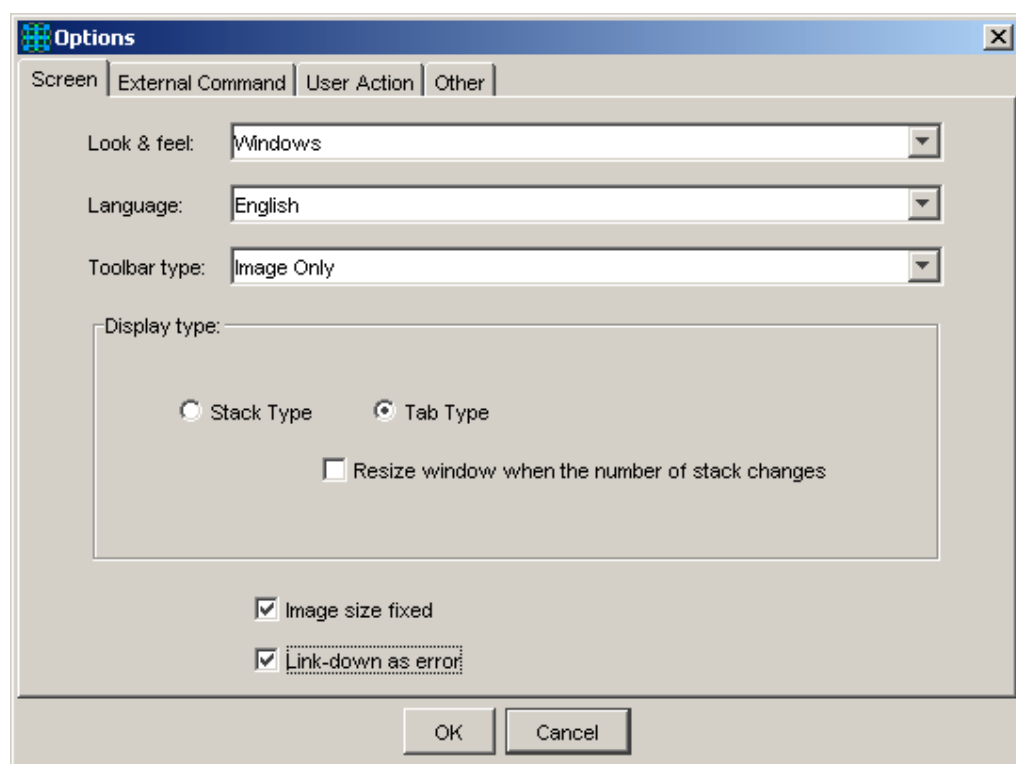 Options
Screen External Command User Action Other
Look & feel: Windows
Language: English
Toolbar type: Image Only
Display type:
Stack Type Tab Type
Resize window when the number of stack changes
Image size fixed
Link-down as error
OK Cancel